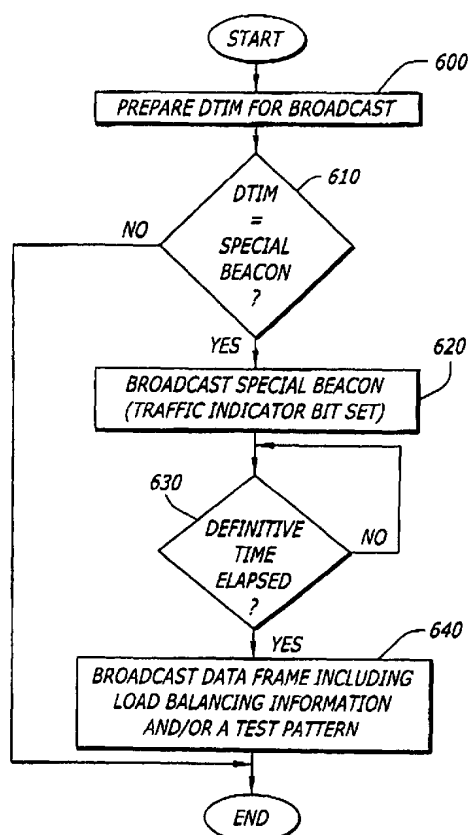 START
600
PREPARE DTIM FOR BROADCAST
610
DTIM
=
SPECIAL
BEACON
?
NO
YES
620
BROADCAST SPECIAL BEACON
(TRAFFIC INDICATOR BIT SET)
630
DEFINITIVE
TIME
ELAPSED
?
NO
YES
640
BROADCAST DATA FRAME INCLUDING
LOAD BALANCING INFORMATION
AND/OR A TEST PATTERN
END